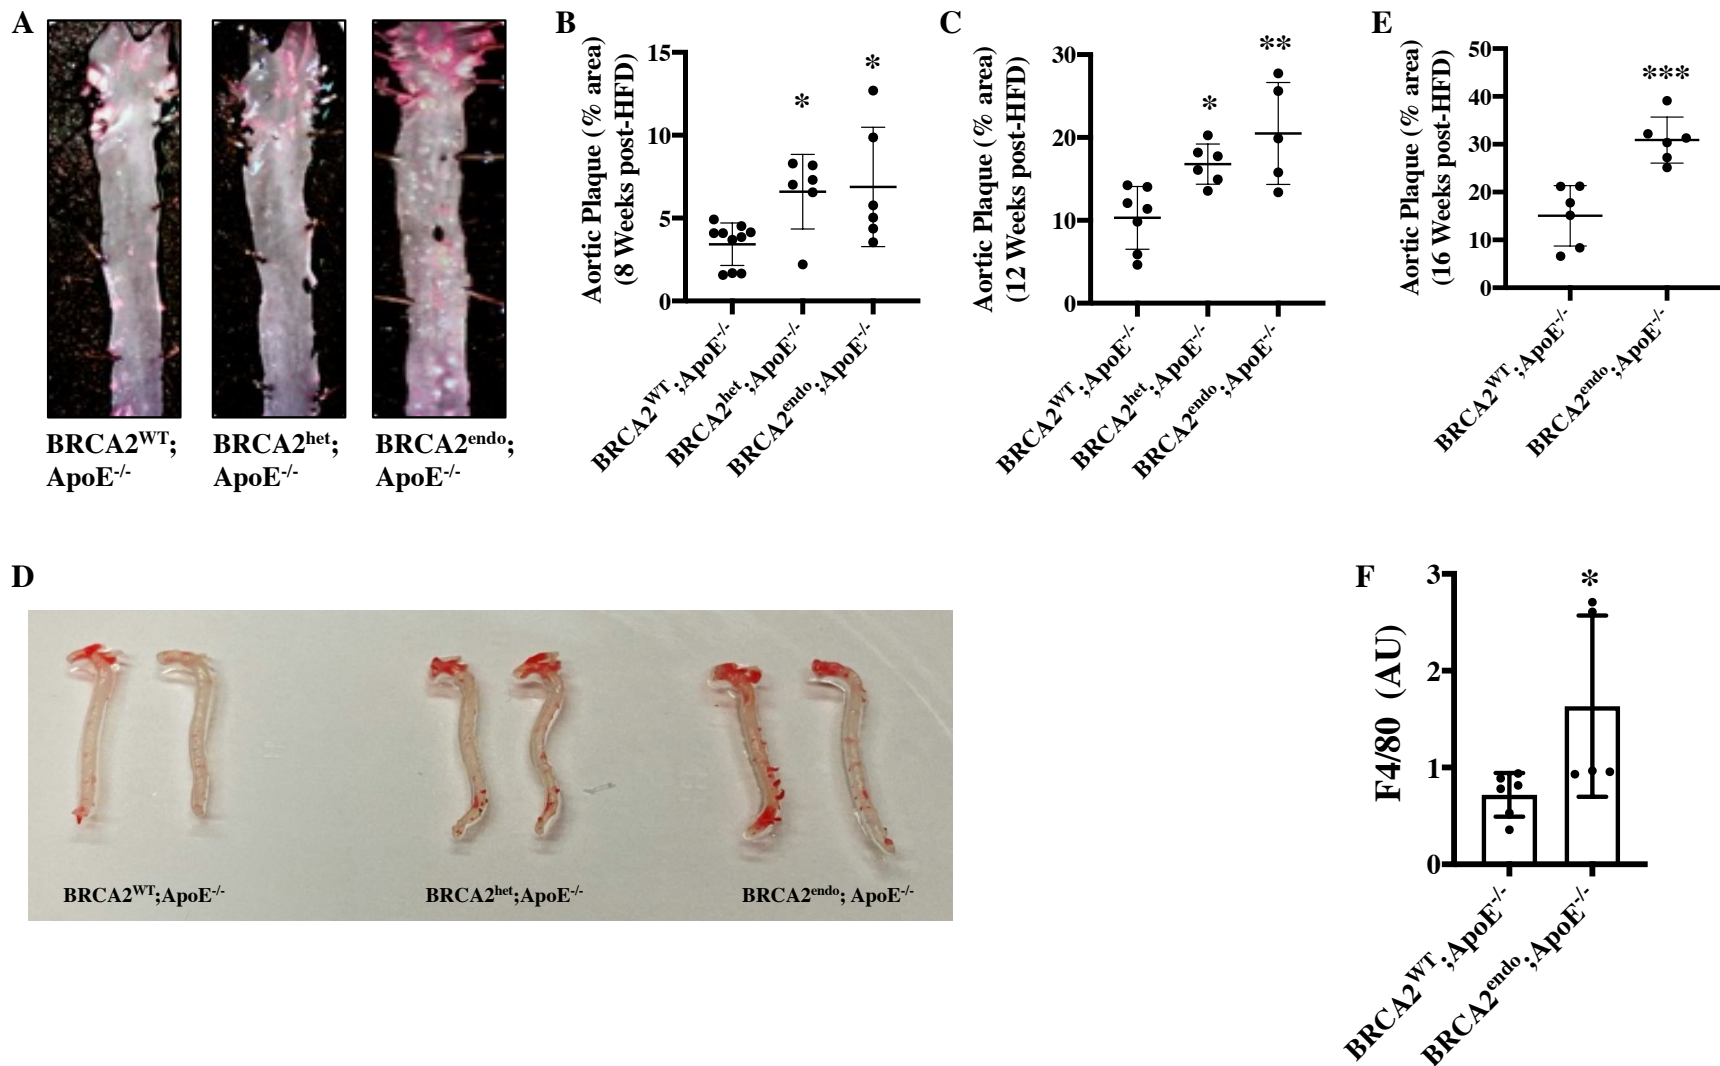 A
BRCA2WT;
ApoE-/-
BRCA2het;
ApoE-/-
BRCA2endo;
ApoE-/-
B
Aortic Plaque (% area)
(8 Weeks post-HFD)
15
10
5
0
*
*
BRCA2WT;ApoE-/-
BRCA2het;ApoE-/-
BRCA2endo;ApoE-/-
C
Aortic Plaque (% area)
(12 Weeks post-HFD)
30
20
10
0
*
**
BRCA2WT;ApoE-/-
BRCA2het;ApoE-/-
BRCA2endo;ApoE-/-
E
Aortic Plaque (% area)
(16 Weeks post-HFD)
50
40
30
20
10
0
***
BRCA2WT;ApoE-/-
BRCA2endo;ApoE-/-
D
BRCA2WT;ApoE-/-
BRCA2het;ApoE-/-
BRCA2endo; ApoE-/-
F
F4/80 (AU)
3
2
1
0
*
BRCA2WT;ApoE-/-
BRCA2endo;ApoE-/-